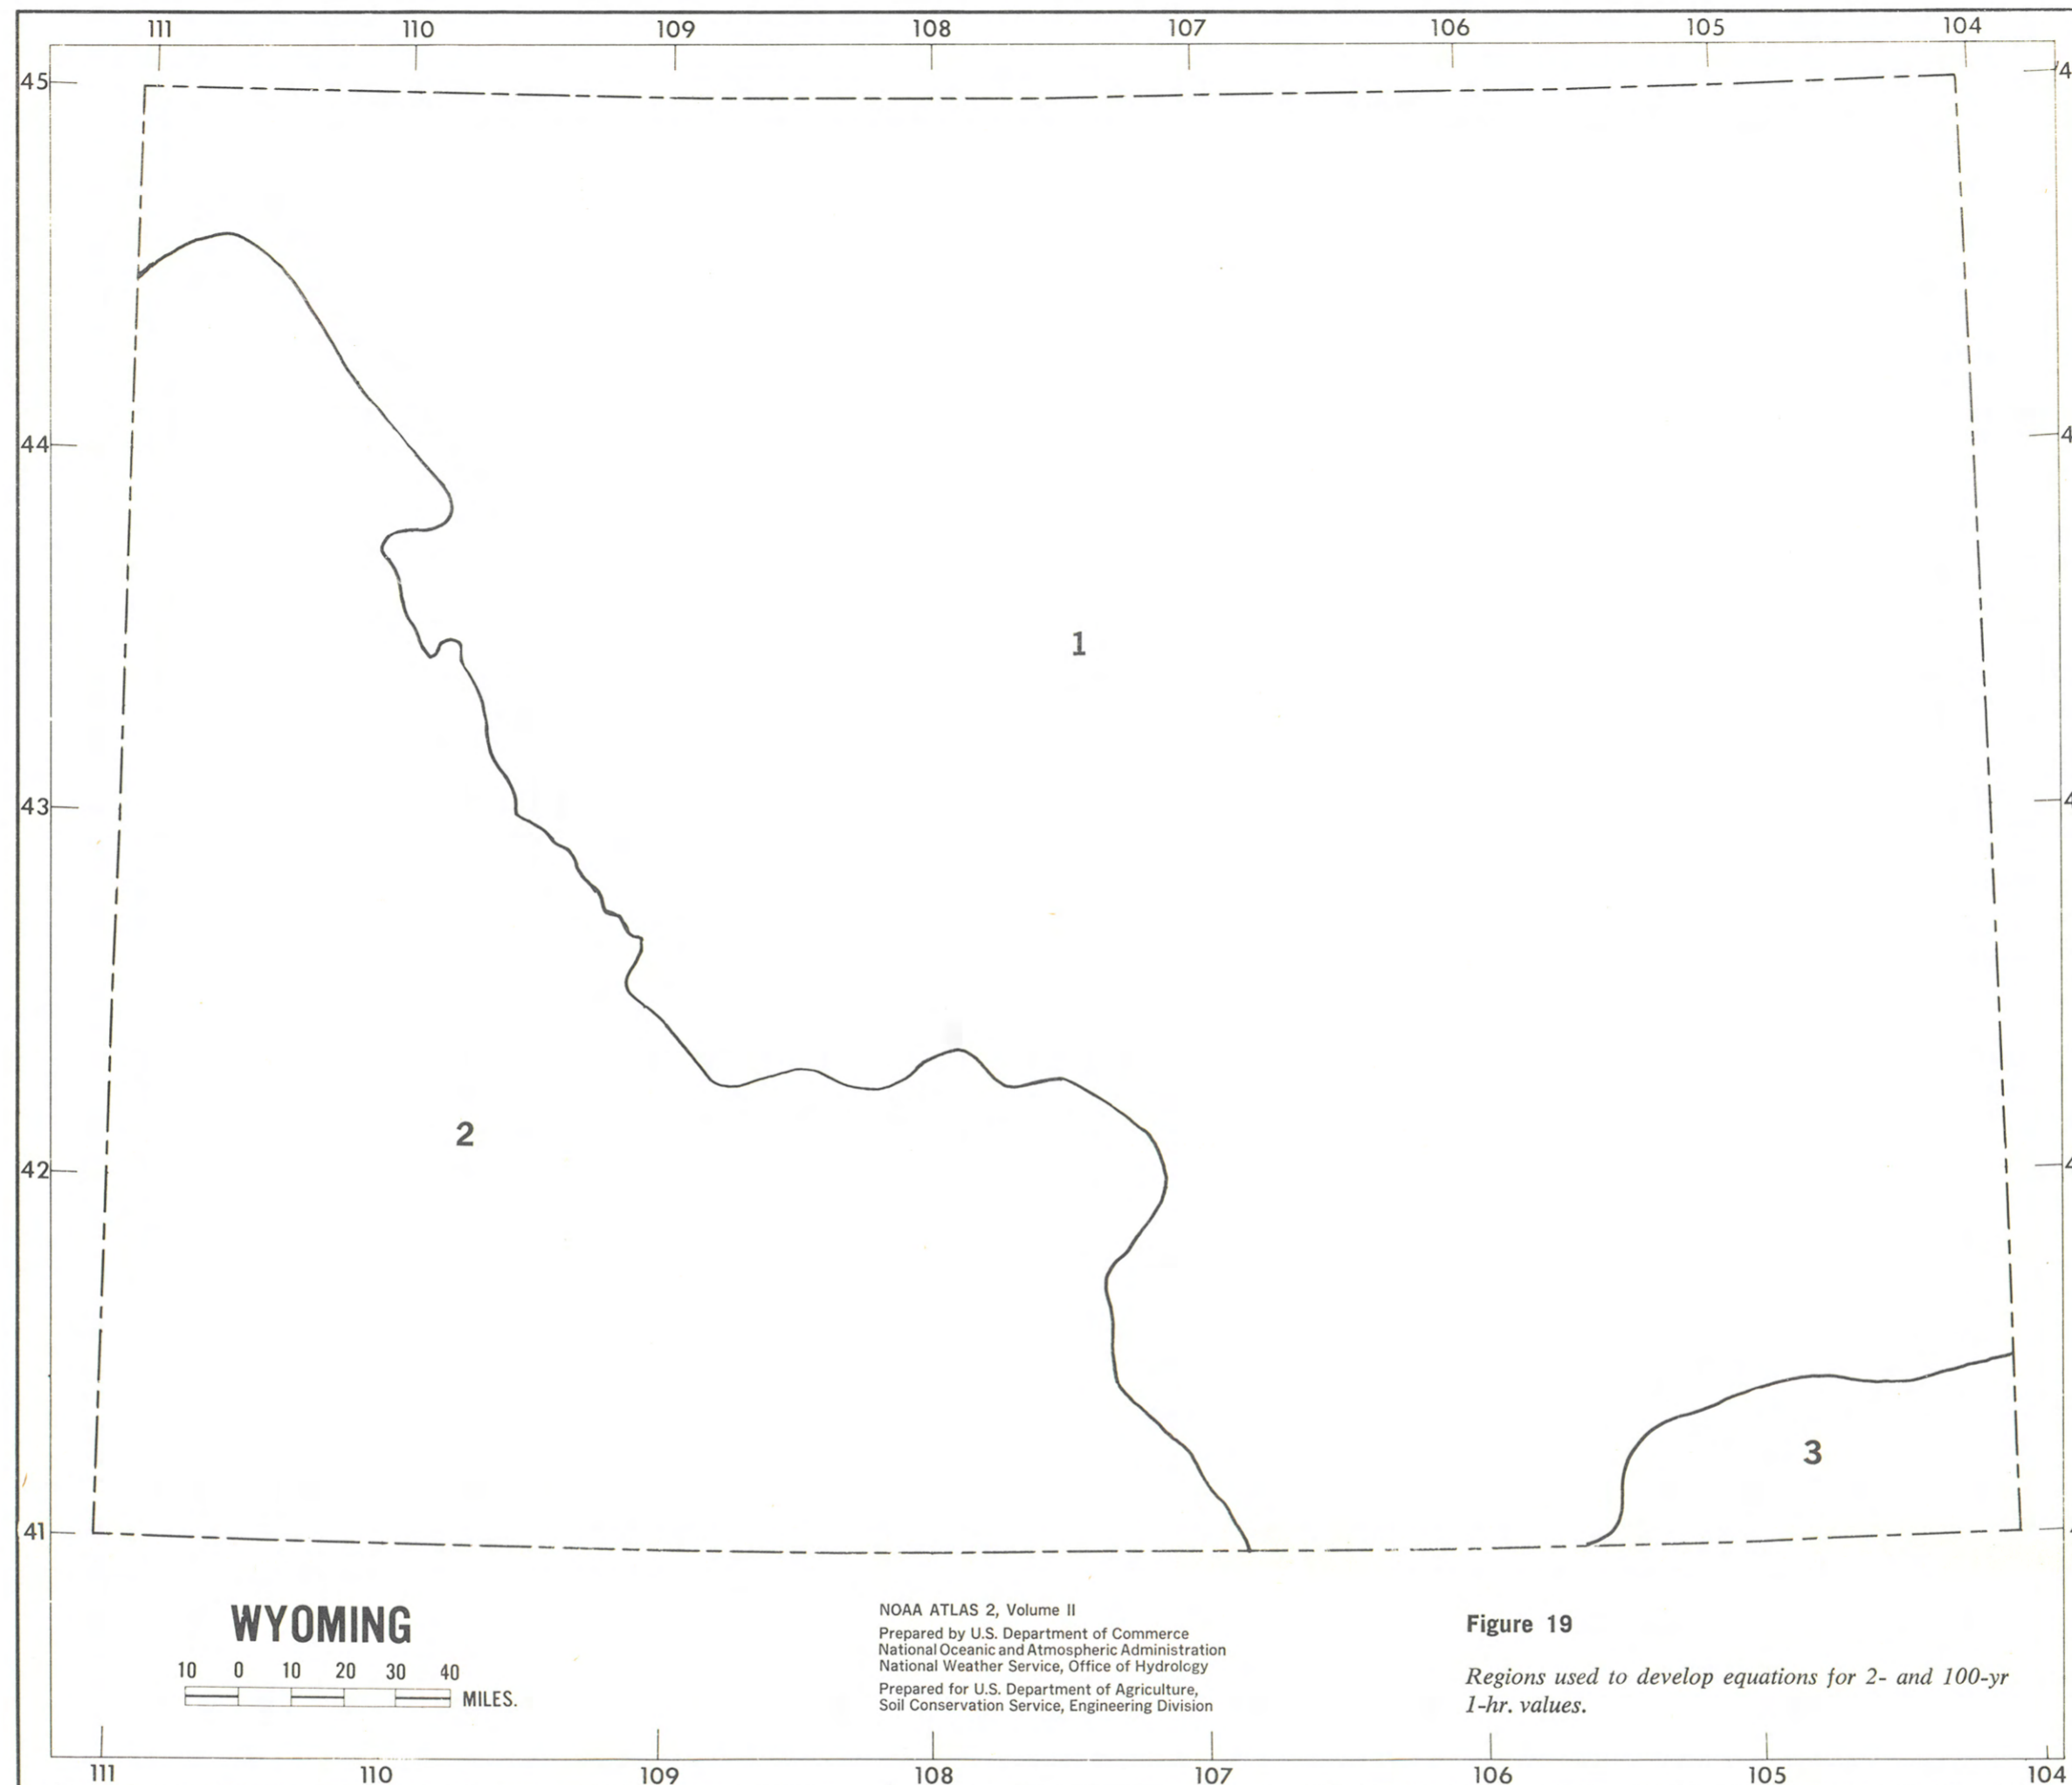 111 110 109 108 107 106 105 104
45 4
44 4
1
43 4
2
42 4
3
41
WYOMING
10 0 10 20 30 40
MILES.
NOAA ATLAS 2, Volume II
Prepared by U.S. Department of Commerce
National Oceanic and Atmospheric Administration
National Weather Service, Office of Hydrology
Prepared for U.S. Department of Agriculture,
Soil Conservation Service, Engineering Division
Figure 19
Regions used to develop equations for 2- and 100-yr
1-hr. values.
111 110 109 108 107 106 105 104